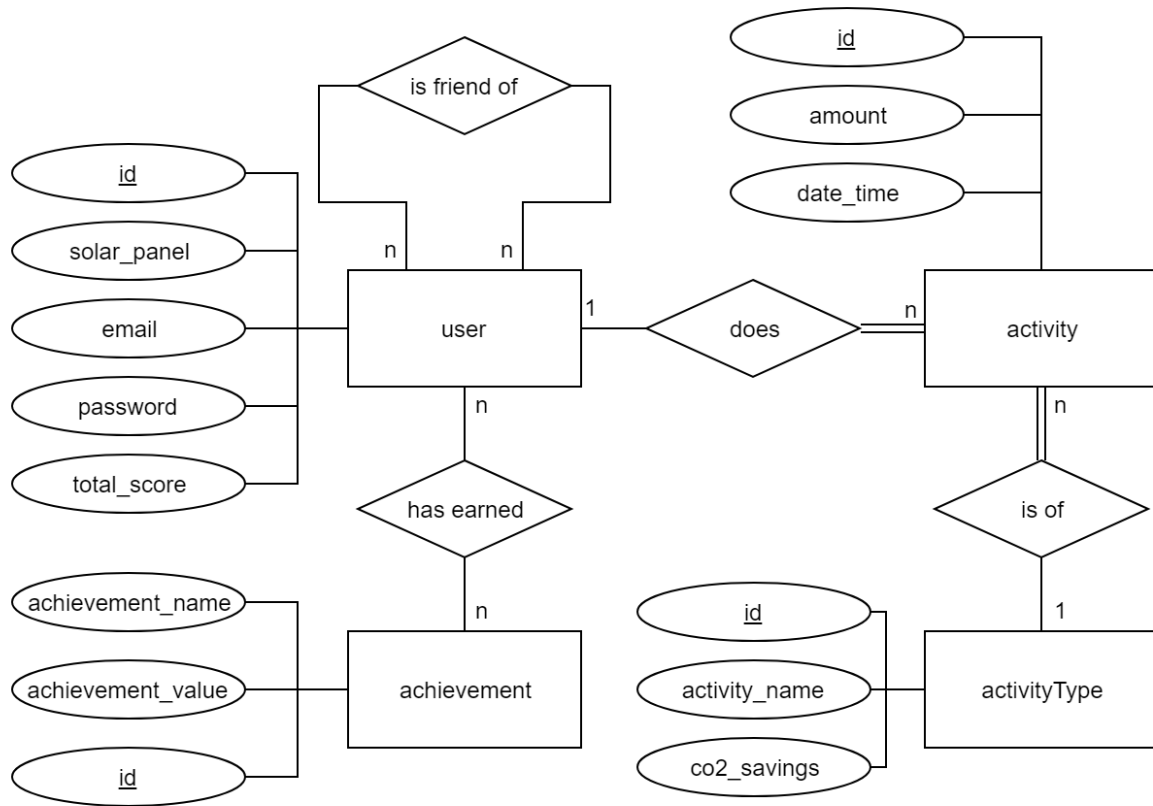 id
is friend of
amount
id
date_time
solar_panel
n
n
1
n
email
user
does
activity
password
n
n
total_score
has earned
is of
achievement_name
id
n
1
achievement_value
achievement
activity_name
activityType
id
co2_savings